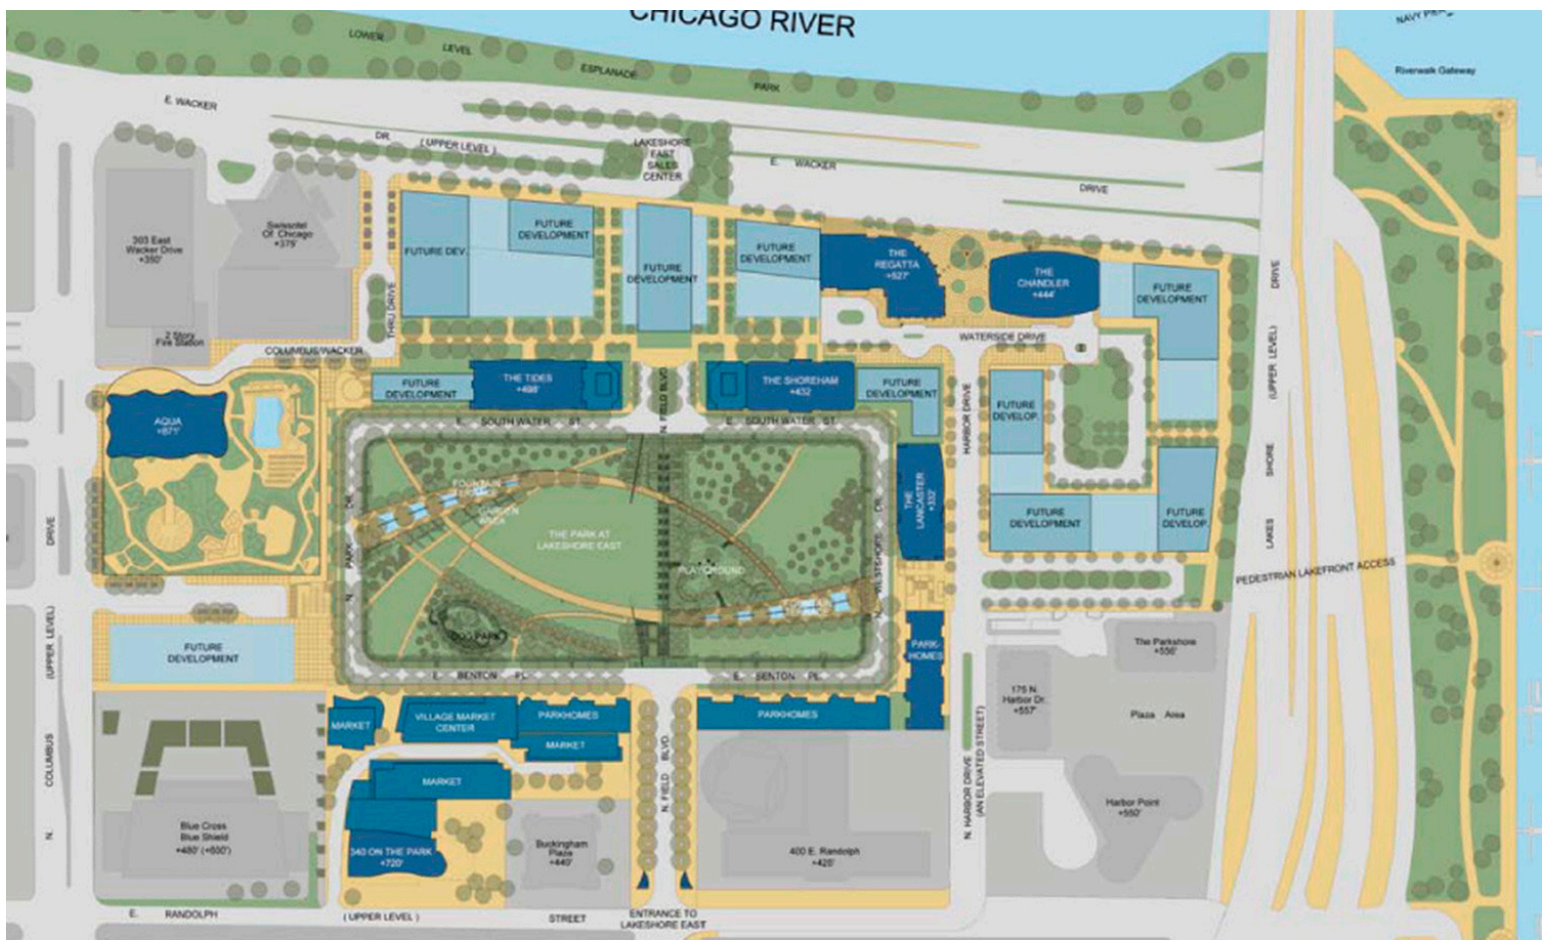 CHICAGO RIVER
Riverwalk Gateway
LOWER LEVEL ESPLANADE PARK
E. WACKER DR. ( UPPER LEVEL )
LAKESHORE
EAST
SALES
CENTER
E. WACKER DRIVE
303 East
Wacker Drive
+350'
2 Story
Fire Station
Swissotel
Of Chicago
+379'
THRU DRIVE
COLUMBUS/WACKER
FUTURE DEV.
FUTURE
DEVELOPMENT
FUTURE
DEVELOPMENT
FUTURE
DEVELOPMENT
THE
REGATTA
+527'
THE
CHANDLER
+444'
FUTURE
DEVELOPMENT
WATERSIDE DRIVE
FUTURE
DEVELOPMENT
THE TIDES
+498'
N. FIELD BLVD.
THE SHOREHAM
+432'
FUTURE
DEVELOPMENT
HARBOR DRIVE
FUTURE
DEVELOP.
AQUA
+871'
E. SOUTH WATER ST.
E. SOUTH WATER ST.
THE
LANCASTER
+332'
FUTURE
DEVELOPMENT
FUTURE
DEVELOP.
N. PARK DR.
FOUNTAIN
GARDEN
WALK
THE PARK AT
LAKESHORE EAST
PLAYGROUND
DOG PARK
N. WESTSHORE DR.
LAKES SHORE (UPPER LEVEL) DRIVE
PEDESTRIAN LAKEFRONT ACCESS
E. BENTON PL.
E. BENTON PL.
N. COLUMBUS (UPPER LEVEL) DRIVE
FUTURE
DEVELOPMENT
PARK-
HOMES
The Parkshore
+556'
175 N.
Harbor Dr.
+557'
Plaza Area
MARKET
VILLAGE MARKET
CENTER
PARKHOMES
MARKET
PARKHOMES
MARKET
340 ON THE PARK
+720'
N. FIELD BLVD.
N. HARBOR DRIVE
(AN ELEVATED STREET)
Harbor Point
+550'
Blue Cross
Blue Shield
+480' (+800')
Buckingham
Plaza
+440'
400 E. Randolph
+425'
E. RANDOLPH ( UPPER LEVEL ) STREET
ENTRANCE TO
LAKESHORE EAST